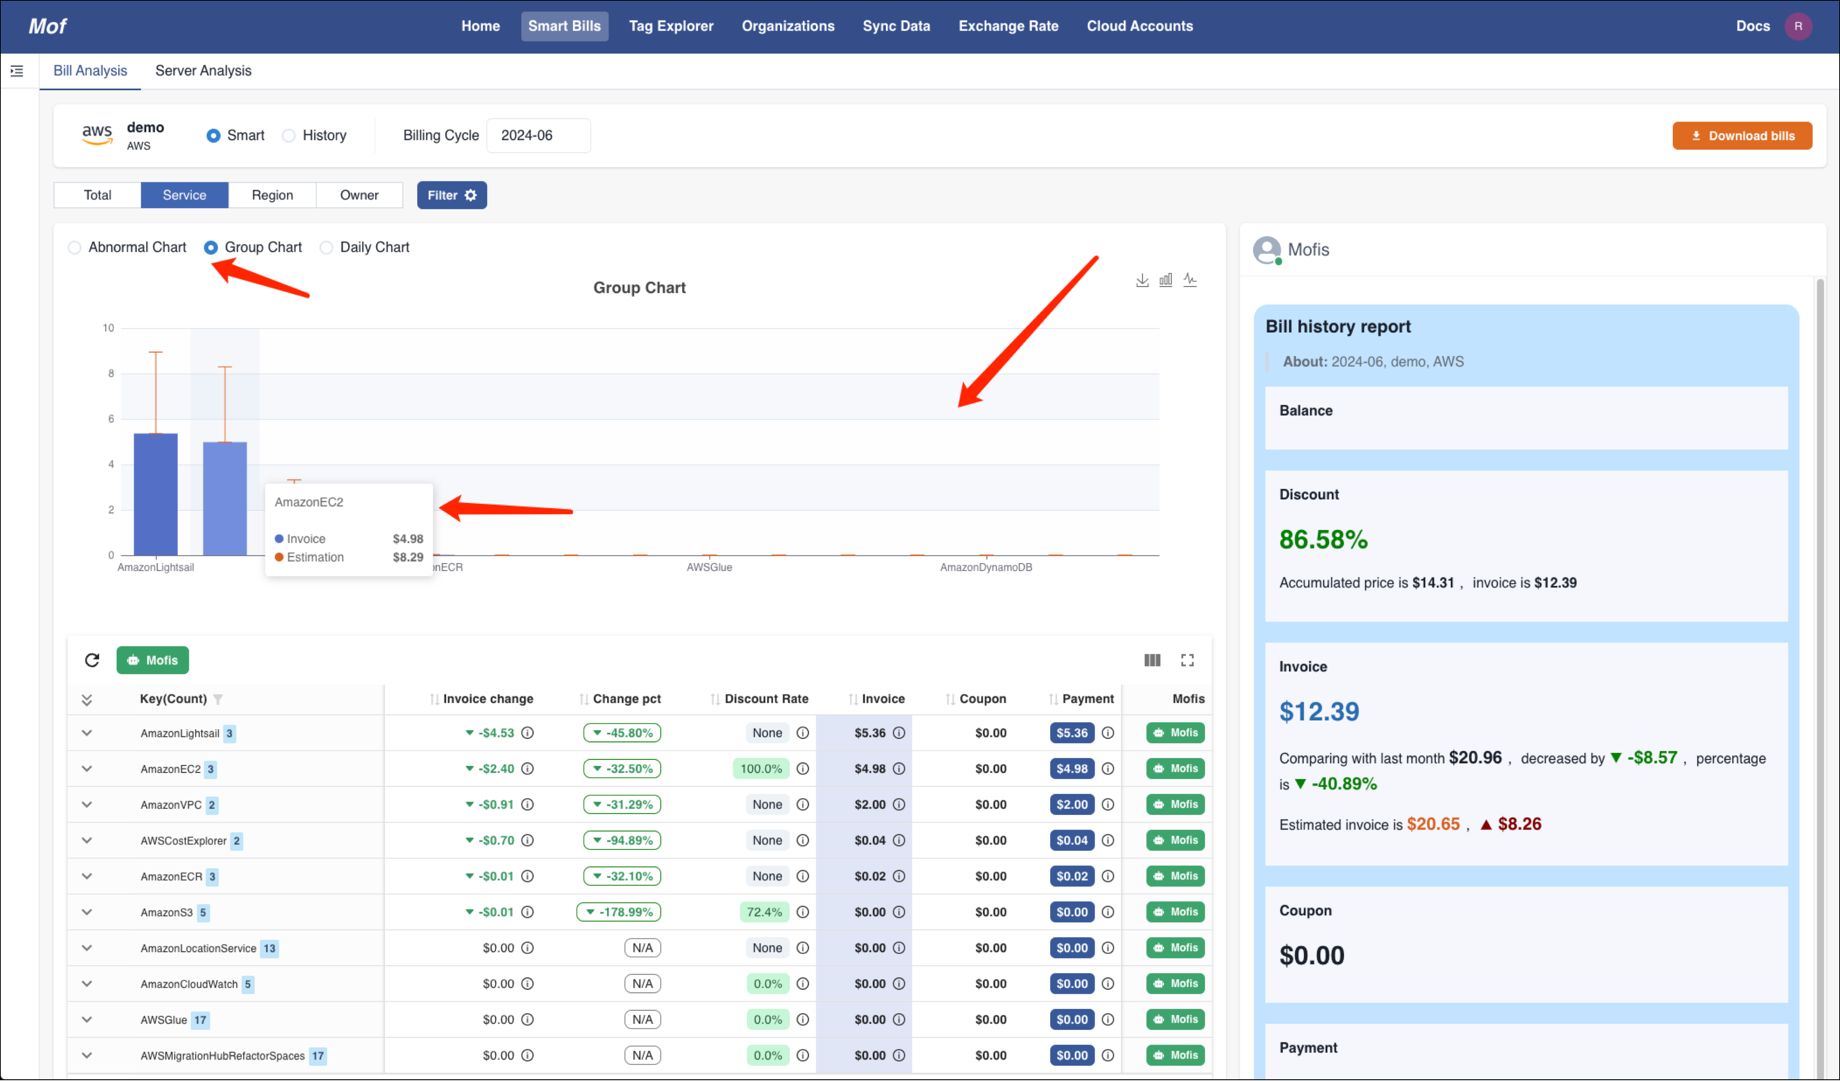 Mof Home Smart Bills Tag Explorer Organizations Sync Data Exchange Rate Cloud Accounts Docs R
Bill Analysis Server Analysis
aws demo AWS Smart History Billing Cycle 2024-06 Download bills
Total Service Region Owner Filter
Abnormal Chart Group Chart Daily Chart
Group Chart
10
8
6
4
2
0
AmazonLightsail nECR AWSGlue AmazonDynamoDB
AmazonEC2
Invoice $4.98
Estimation $8.29
Mofis
Key(Count) Invoice change Change pct Discount Rate Invoice Coupon Payment Mofis
AmazonLightsail 3 -$4.53 -45.80% None $5.36 $0.00 $5.36 Mofis
AmazonEC2 3 -$2.40 -32.50% 100.0% $4.98 $0.00 $4.98 Mofis
AmazonVPC 2 -$0.91 -31.29% None $2.00 $0.00 $2.00 Mofis
AWSCostExplorer 2 -$0.70 -94.89% None $0.04 $0.00 $0.04 Mofis
AmazonECR 3 -$0.01 -32.10% None $0.02 $0.00 $0.02 Mofis
AmazonS3 5 -$0.01 -178.99% 72.4% $0.00 $0.00 $0.00 Mofis
AmazonLocationService 13 $0.00 N/A None $0.00 $0.00 $0.00 Mofis
AmazonCloudWatch 5 $0.00 N/A 0.0% $0.00 $0.00 $0.00 Mofis
AWSGlue 17 $0.00 N/A 0.0% $0.00 $0.00 $0.00 Mofis
AWSMigrationHubRefactorSpaces 17 $0.00 N/A 0.0% $0.00 $0.00 $0.00 Mofis
Mofis
Bill history report
About: 2024-06, demo, AWS
Balance
Discount
86.58%
Accumulated price is $14.31 , invoice is $12.39
Invoice
$12.39
Comparing with last month $20.96 , decreased by ▼ -$8.57 , percentage
is ▼ -40.89%
Estimated invoice is $20.65 , ▲ $8.26
Coupon
$0.00
Payment